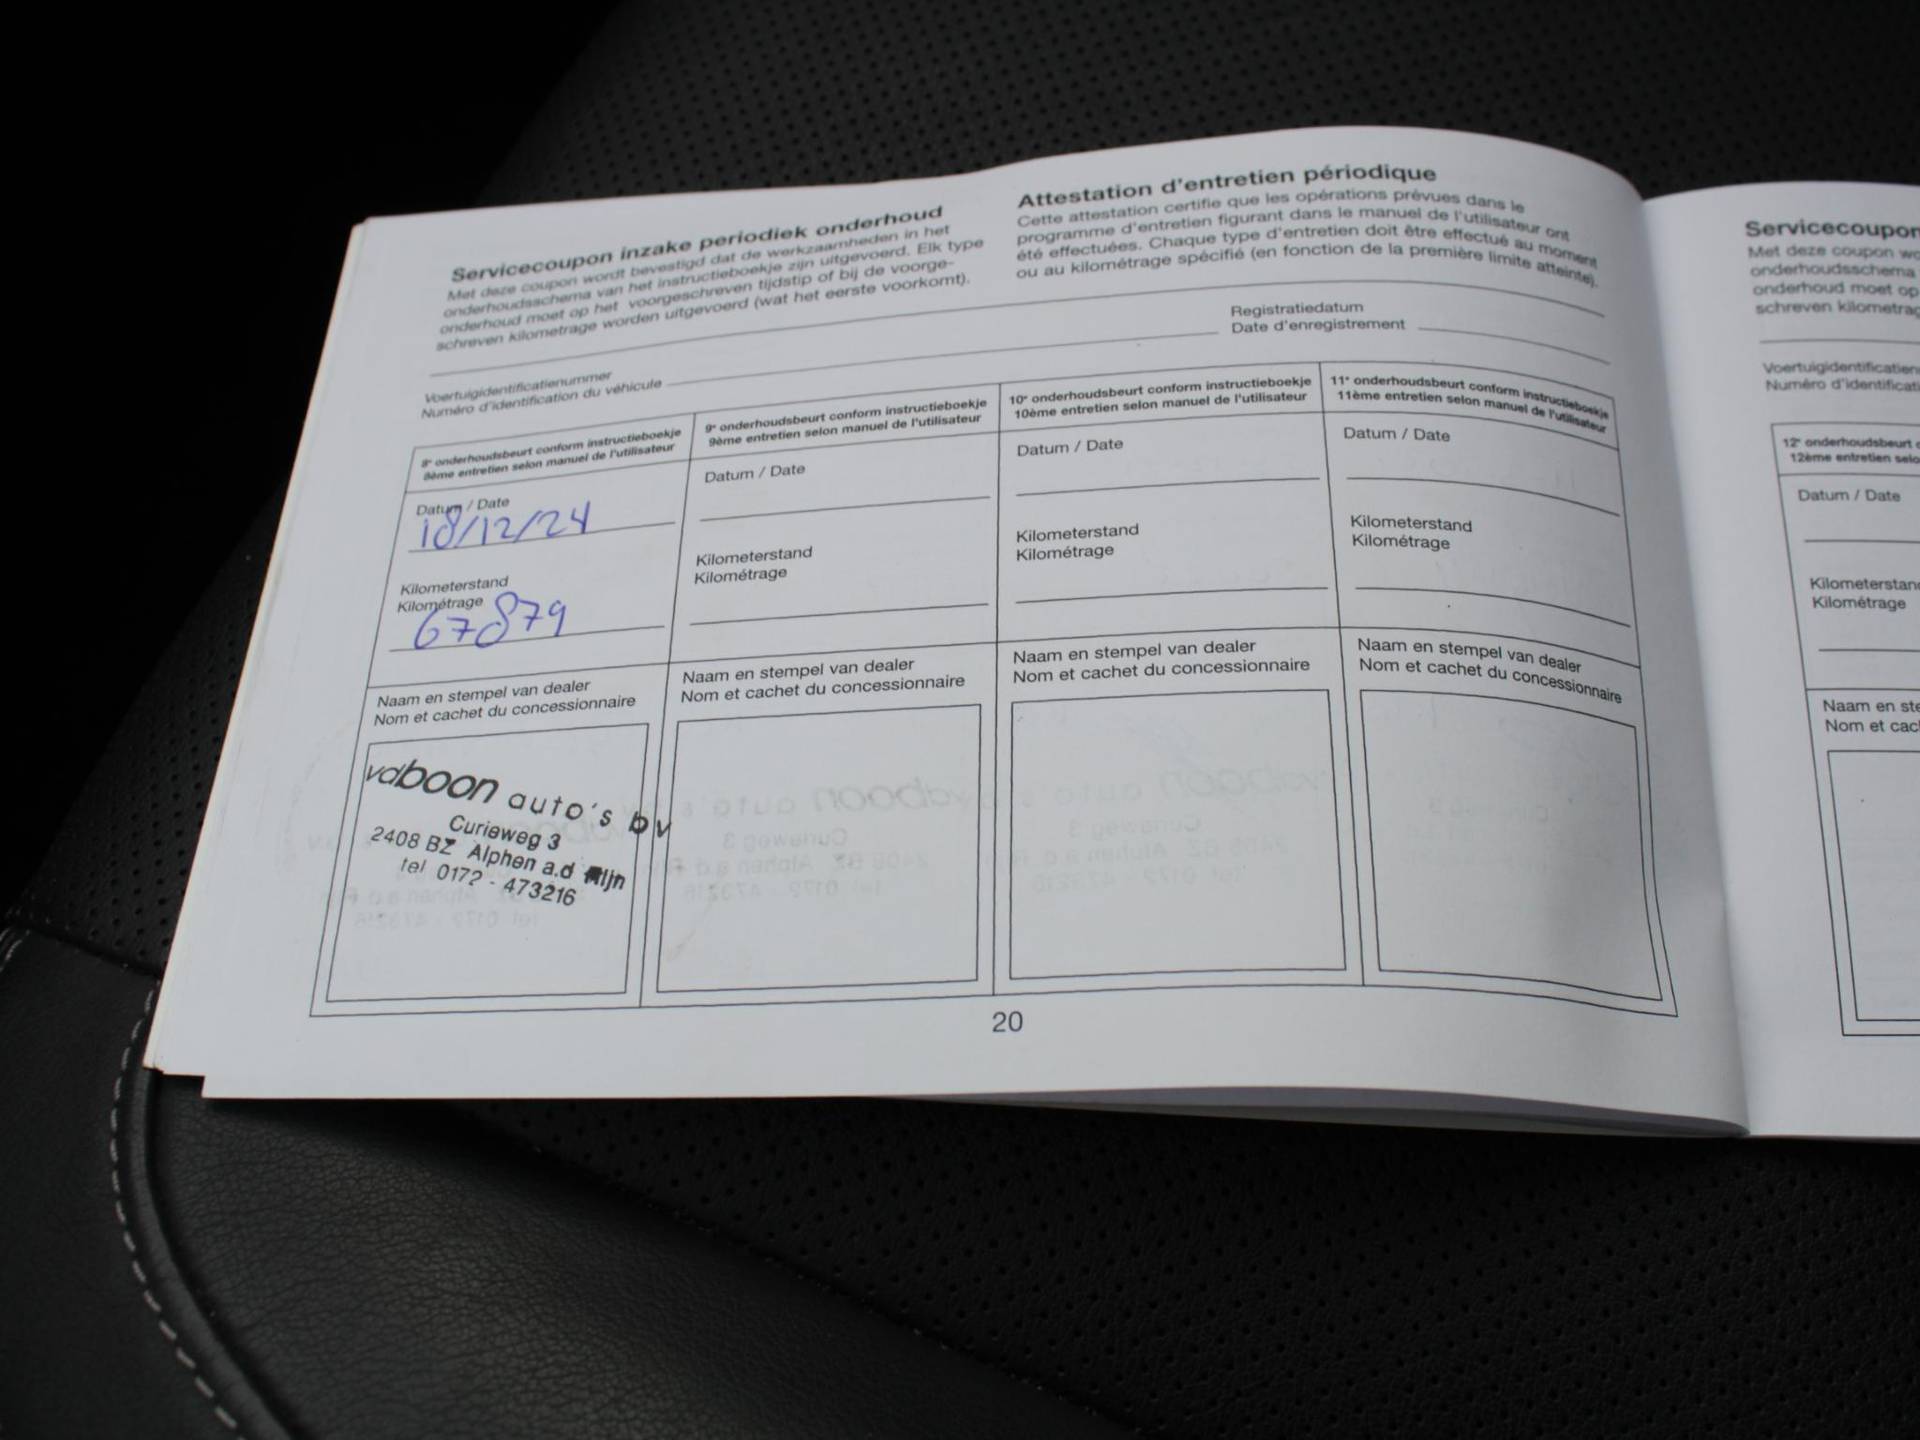 Servicecoupon inzake periodiek onderhoud
Met deze coupon wordt bevestigd dat de werkzaamheden in het
onderhoudsschema van het instructieboekje zijn uitgevoerd. Elk type
onderhoud moet op het voorgeschreven tijdstip of bij de voorge-
schreven kilometrage worden uitgevoerd (wat het eerste voorkomt).
Attestation d'entretien périodique
Cette attestation certifie que les opérations prévues dans le
programme d'entretien figurant dans le manuel de l'utilisateur ont
été effectuées. Chaque type d'entretien doit être effectué au moment
ou au kilométrage spécifié (en fonction de la première limite atteinte).
Voertuigidentificatienummer
Numéro d'identification du véhicule
Registratiedatum
Date d'enregistrement
8e onderhoudsbeurt conform instructieboekje
8ème entretien selon manuel de l'utilisateur
Datum / Date
18/12/24
Kilometerstand
Kilométrage
67879
Naam en stempel van dealer
Nom et cachet du concessionnaire
vdboon auto's bv
Curieweg 3
2408 BZ Alphen a.d Rijn
tel 0172 - 473216
9e onderhoudsbeurt conform instructieboekje
9ème entretien selon manuel de l'utilisateur
Datum / Date
Kilometerstand
Kilométrage
Naam en stempel van dealer
Nom et cachet du concessionnaire
10e onderhoudsbeurt conform instructieboekje
10ème entretien selon manuel de l'utilisateur
Datum / Date
Kilometerstand
Kilométrage
Naam en stempel van dealer
Nom et cachet du concessionnaire
11e onderhoudsbeurt conform instructieboekje
11ème entretien selon manuel de l'utilisateur
Datum / Date
Kilometerstand
Kilométrage
Naam en stempel van dealer
Nom et cachet du concessionnaire
20
Servicecoupon
Met deze coupon wo
onderhoudsschema
onderhoud moet op
schreven kilometrag
Voertuigidentificatien
Numéro d'identificati
12e onderhoudsbeurt
12ème entretien selo
Datum / Date
Kilometerstand
Kilométrage
Naam en ste
Nom et cac